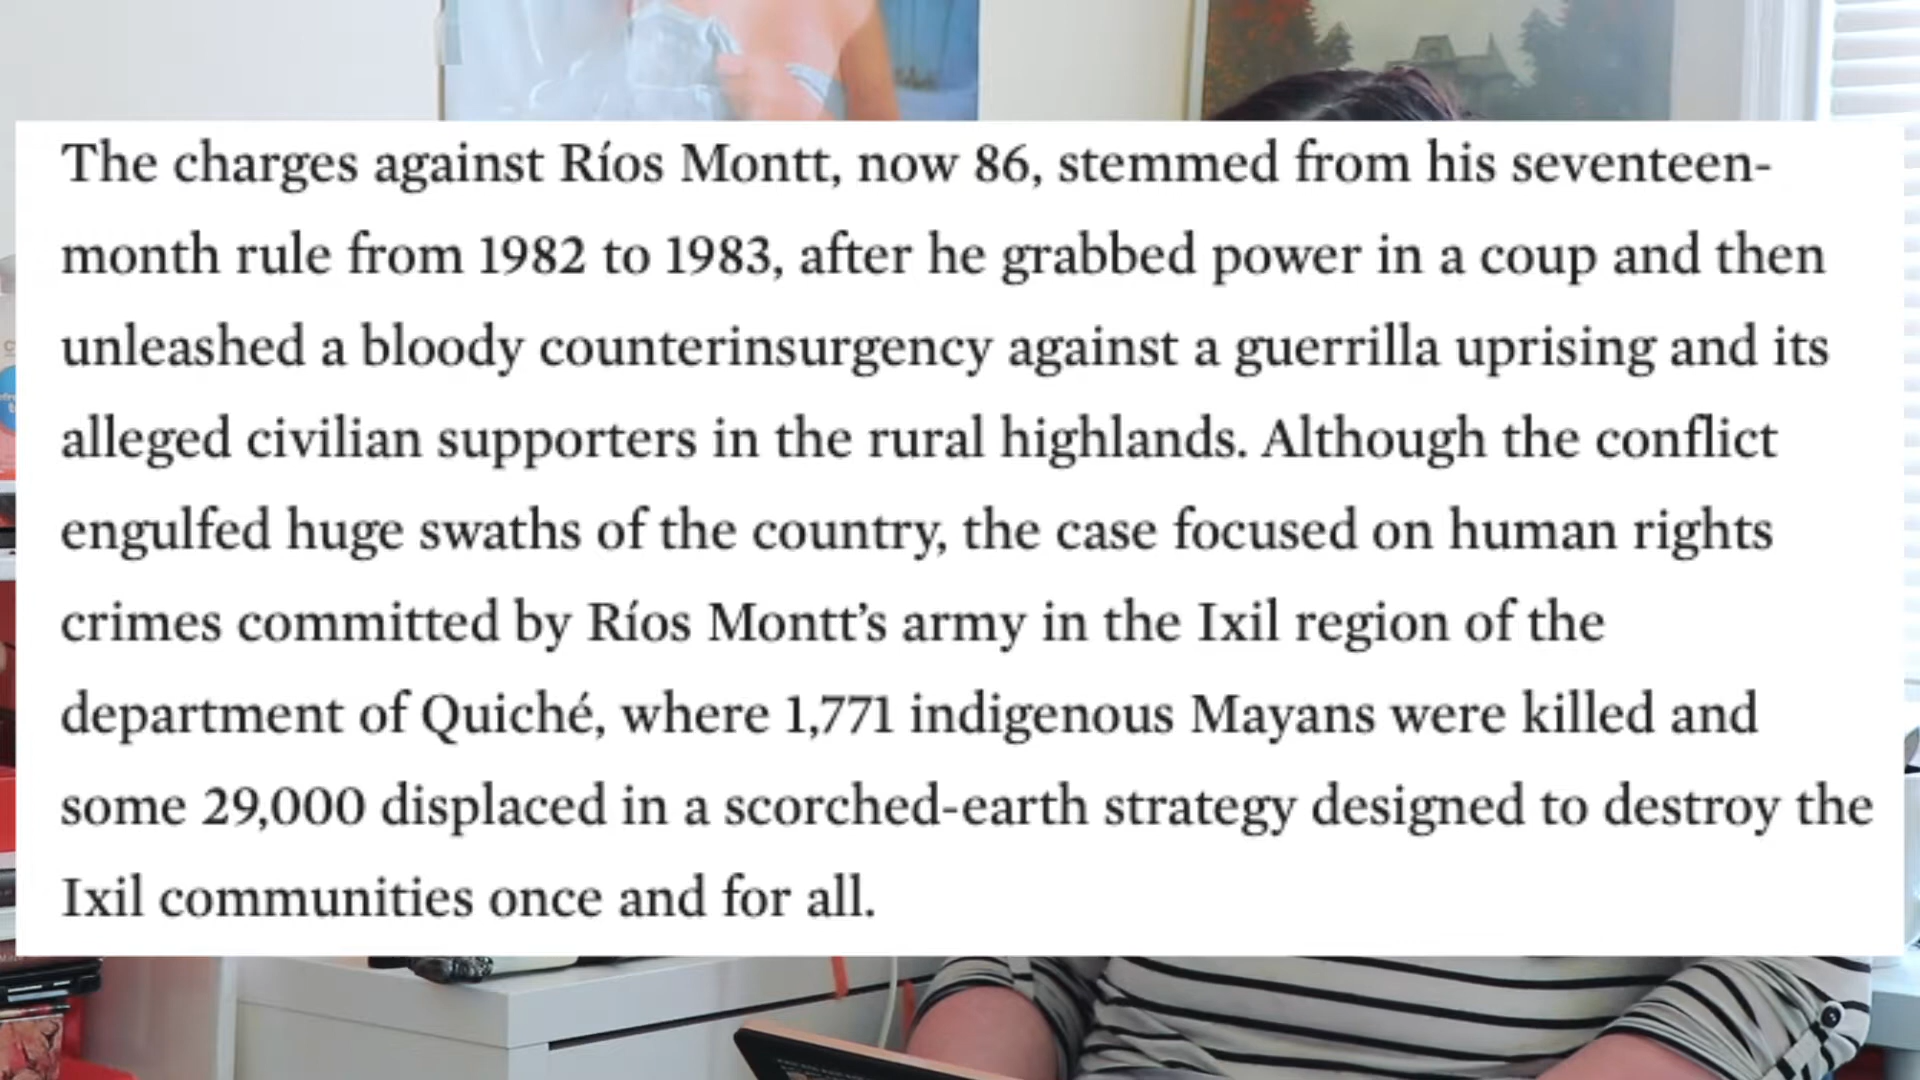 The charges against Ríos Montt, now 86, stemmed from his seventeen-
month rule from 1982 to 1983, after he grabbed power in a coup and then
unleashed a bloody counterinsurgency against a guerrilla uprising and its
alleged civilian supporters in the rural highlands. Although the conflict
engulfed huge swaths of the country, the case focused on human rights
crimes committed by Ríos Montt’s army in the Ixil region of the
department of Quiché, where 1,771 indigenous Mayans were killed and
some 29,000 displaced in a scorched-earth strategy designed to destroy the
Ixil communities once and for all.